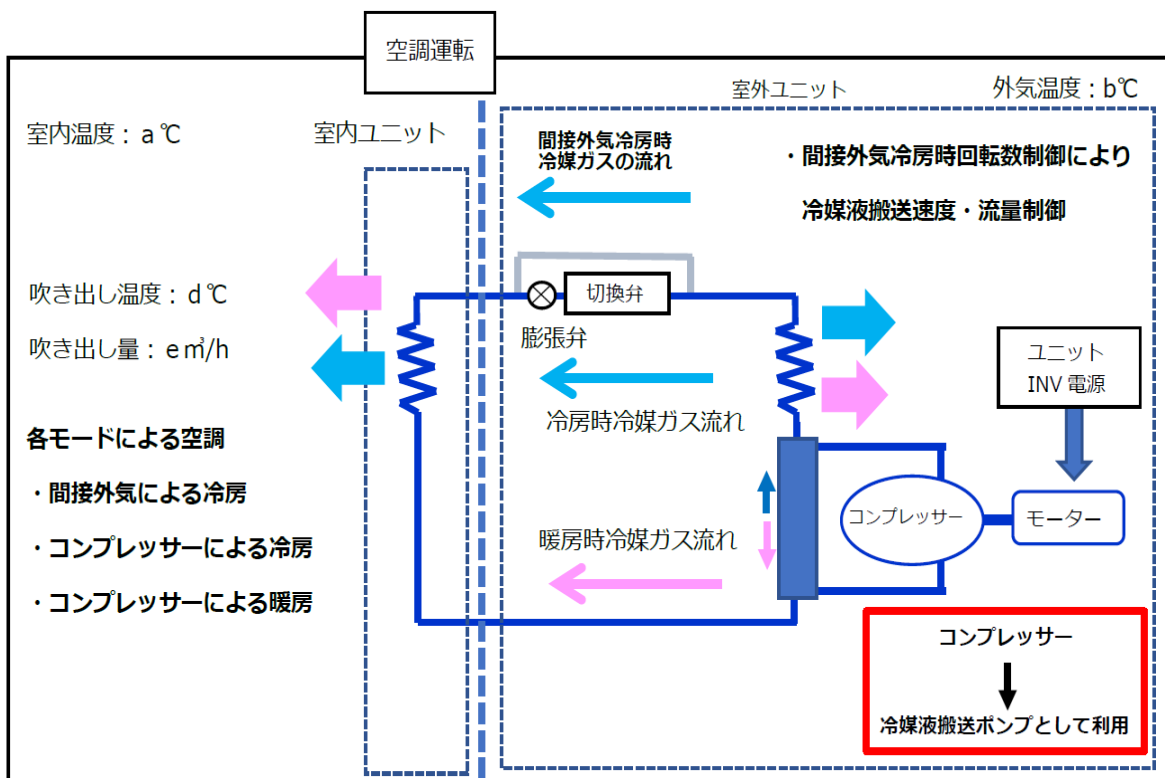 空調運転
室内温度：a℃
室内ユニット
室外ユニット
外気温度：b℃
間接外気冷房時
冷媒ガスの流れ
・間接外気冷房時回転数制御により
冷媒液搬送速度・流量制御
吹き出し温度：d℃
吹き出し量：e㎥/h
切換弁
膨張弁
冷房時冷媒ガス流れ
ユニット
INV 電源
各モードによる空調
・間接外気による冷房
・コンプレッサーによる冷房
・コンプレッサーによる暖房
コンプレッサー
モーター
暖房時冷媒ガス流れ
コンプレッサー
冷媒液搬送ポンプとして利用